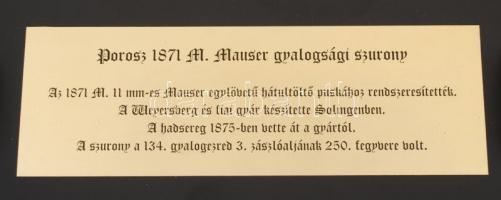 Porosz 1871 M. Mauser gyalogsági szurony
Az 1871 M. 11 mm-es Mauser egylövetű hátultöltő puskához rendszeresítették.
A Weyersberg és fiai gyár készítette Solingenben.
A hadsereg 1875-ben vette át a gyártól.
A szurony a 134. gyalogezred 3. zászlóaljának 250. fegyvere volt.